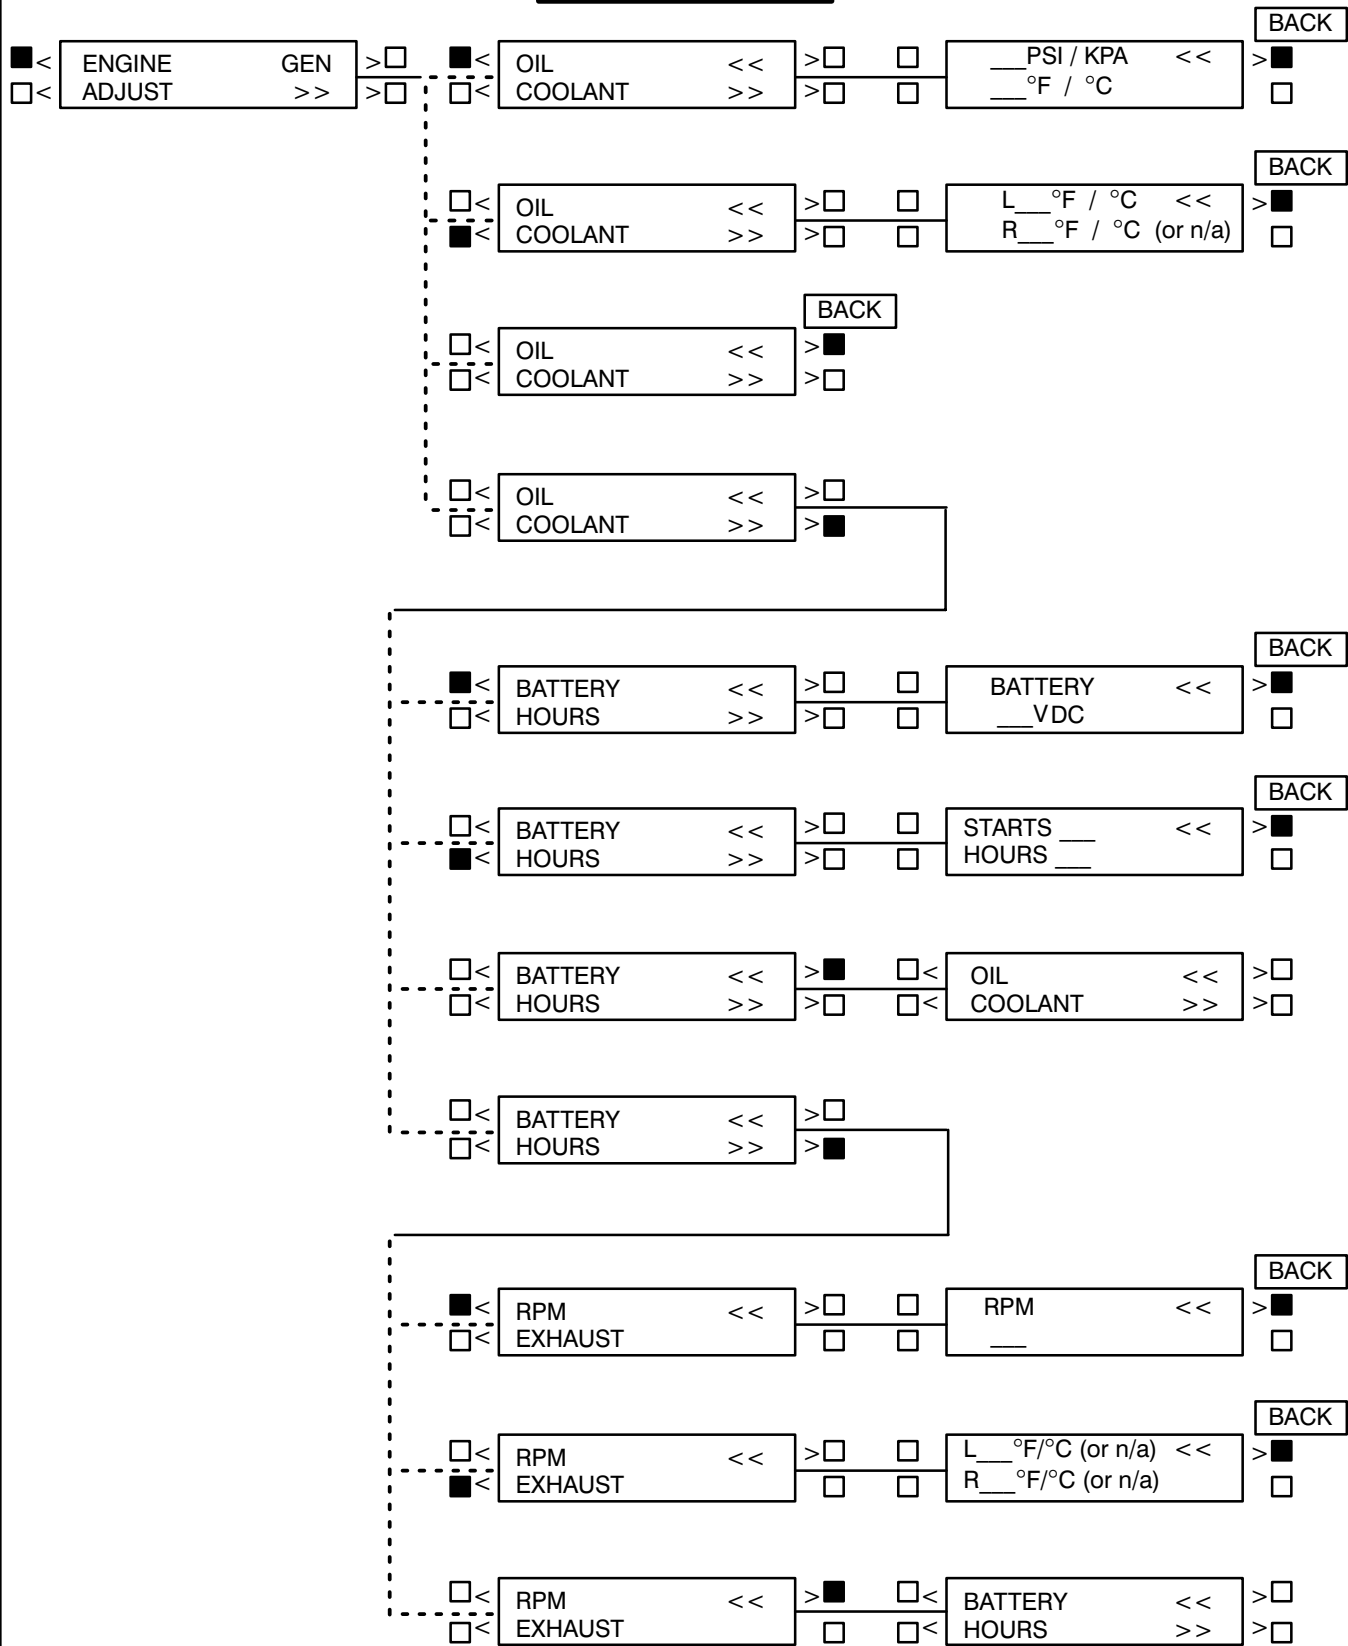 BACK
< ENGINE GEN >
< ADJUST >> >
< OIL << >
< COOLANT >> >
___PSI / KPA << >
___°F / °C
BACK
< OIL << >
< COOLANT >> >
L___°F / °C << >
R___°F / °C (or n/a)
BACK
< OIL << >
< COOLANT >> >
< OIL << >
< COOLANT >> >
BACK
< BATTERY << >
< HOURS >> >
BATTERY << >
___VDC
BACK
< BATTERY << >
< HOURS >> >
STARTS ___ << >
HOURS ___
< BATTERY << >
< HOURS >> >
< OIL << >
< COOLANT >> >
< BATTERY << >
< HOURS >> >
BACK
< RPM << >
< EXHAUST
RPM << >
___
BACK
< RPM << >
< EXHAUST
L___°F/°C (or n/a) << >
R___°F/°C (or n/a)
< RPM << >
< EXHAUST
< BATTERY << >
< HOURS >> >